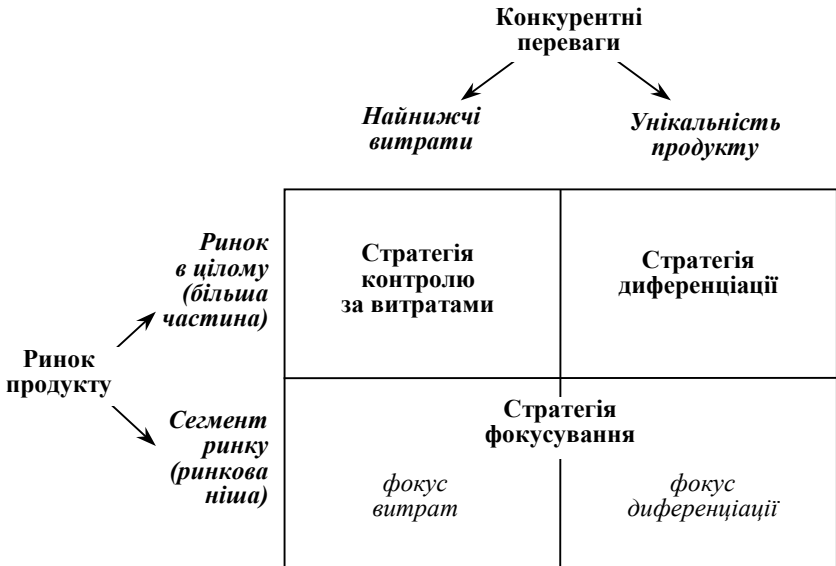 Конкурентні
переваги
Найнижчі
витрати
Унікальність
продукту
Ринок
в цілому
(більша
частина)
Стратегія
контролю
за витратами
Стратегія
диференціації
Ринок
продукту
Сегмент
ринку
(ринкова
ніша)
Стратегія
фокусування
фокус
витрат
фокус
диференціації